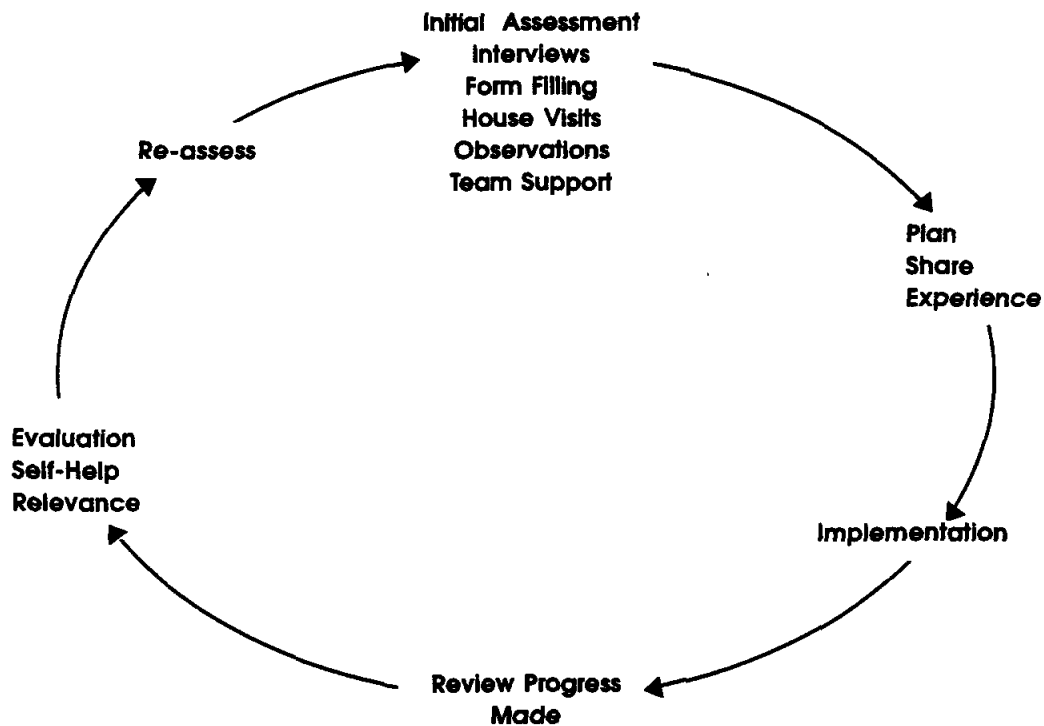 Initial Assessment
Interviews
Form Filling
House Visits
Observations
Team Support
Plan
Share
Experience
Implementation
Review Progress
Made
Evaluation
Self-Help
Relevance
Re-assess